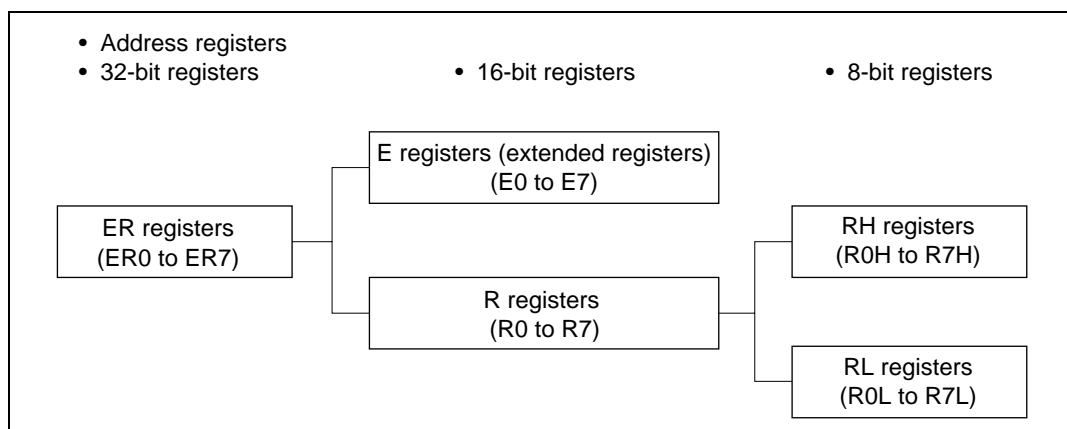 • Address registers
• 32-bit registers
• 16-bit registers
• 8-bit registers
E registers (extended registers)
(E0 to E7)
ER registers
(ER0 to ER7)
RH registers
(R0H to R7H)
R registers
(R0 to R7)
RL registers
(R0L to R7L)